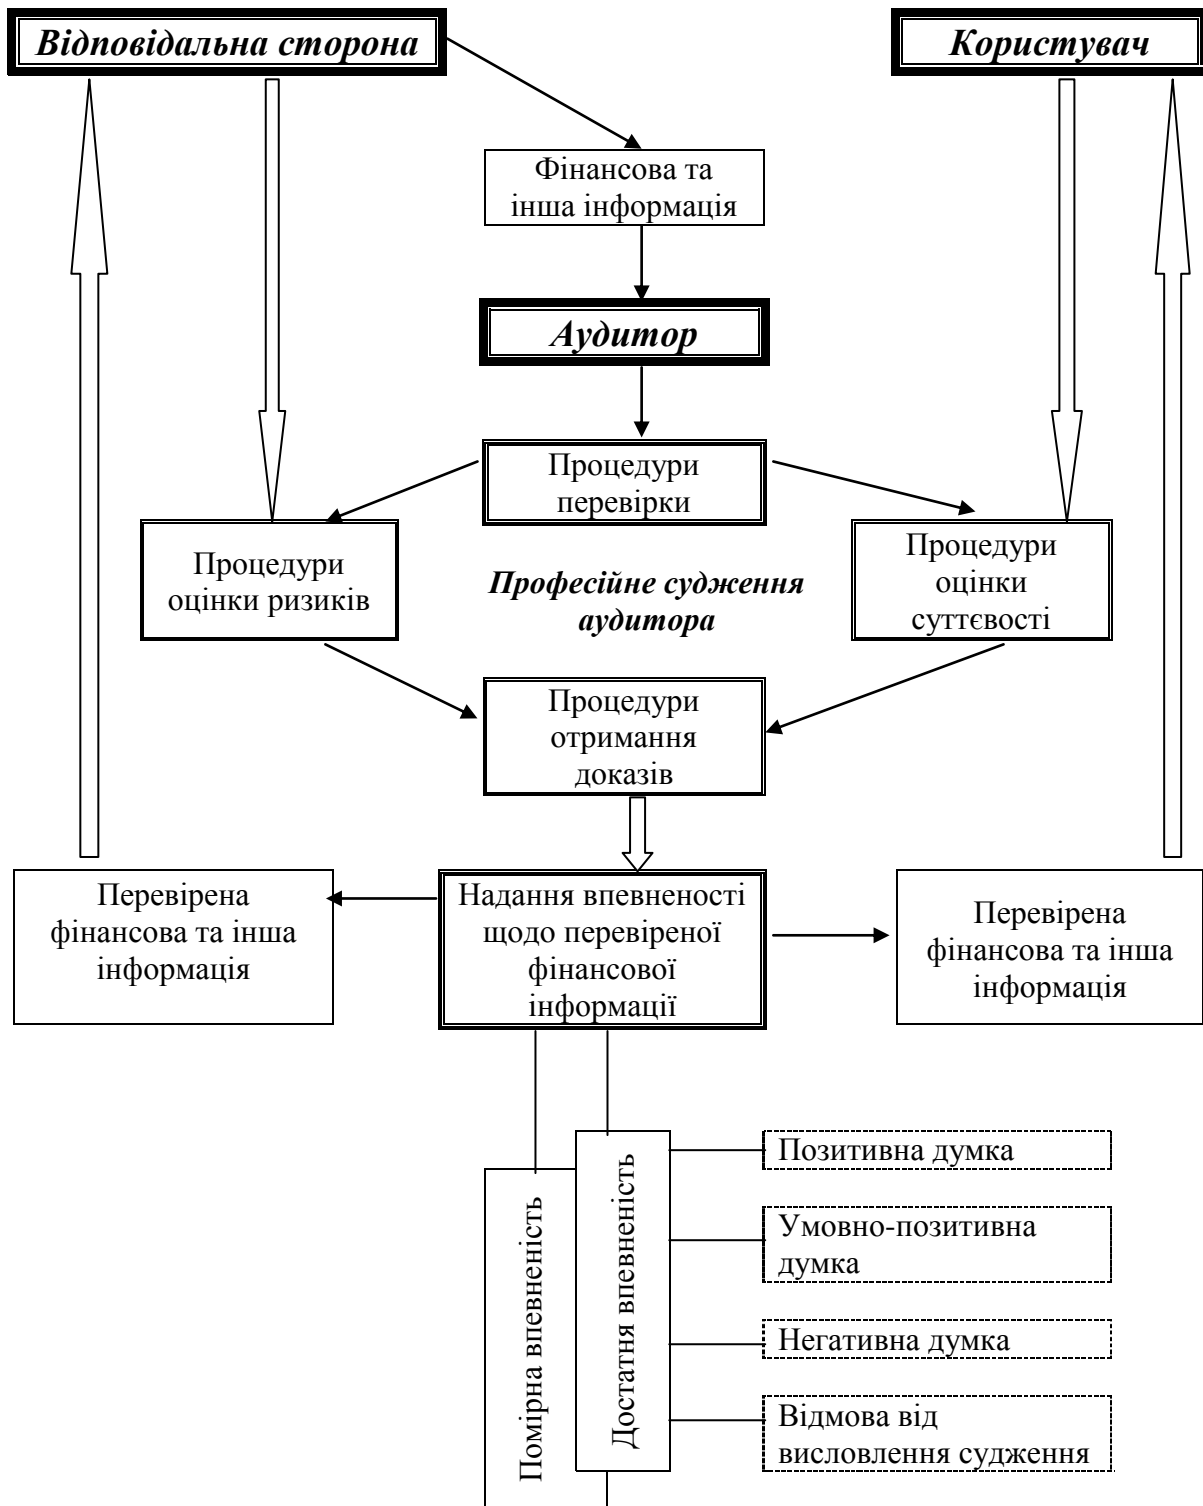 Відповідальна сторона
Користувач
Фінансова та
інша інформація
Аудитор
Процедури
перевірки
Процедури
оцінки ризиків
Професійне судження
аудитора
Процедури
оцінки
суттєвості
Процедури
отримання
доказів
Перевірена
фінансова та інша
інформація
Надання впевненості
щодо перевіреної
фінансової
інформації
Перевірена
фінансова та інша
інформація
Помірна впевненість
Достатня впевненість
Позитивна думка
Умовно-позитивна
думка
Негативна думка
Відмова від
висловлення судження